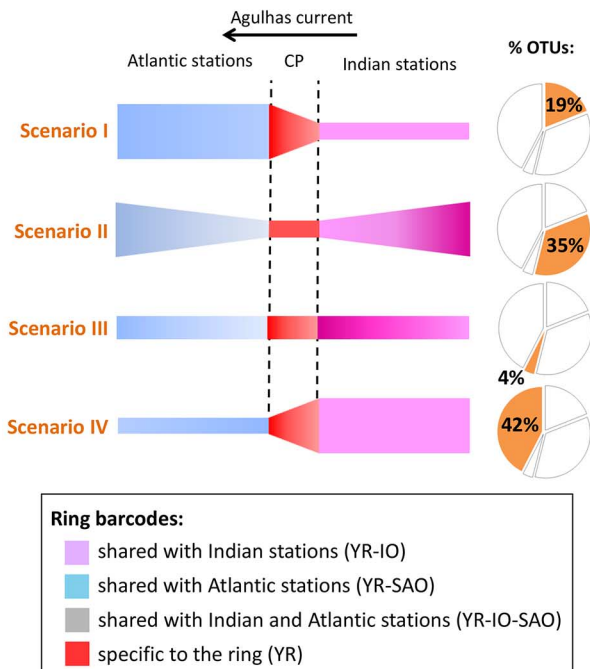 Agulhas current
Atlantic stations CP Indian stations % OTUs:
Scenario I 19%
Scenario II 35%
Scenario III 4%
Scenario IV 42%
Ring barcodes:
shared with Indian stations (YR-IO)
shared with Atlantic stations (YR-SAO)
shared with Indian and Atlantic stations (YR-IO-SAO)
specific to the ring (YR)